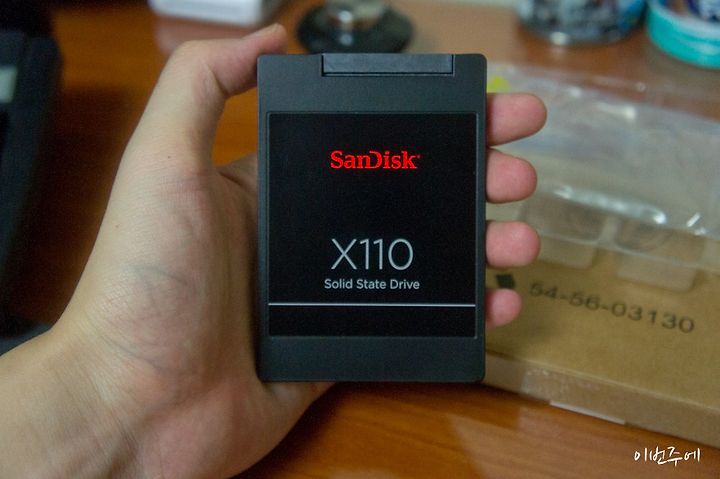 SanDisk
X110
Solid State Drive
54-56-03130
이번주에